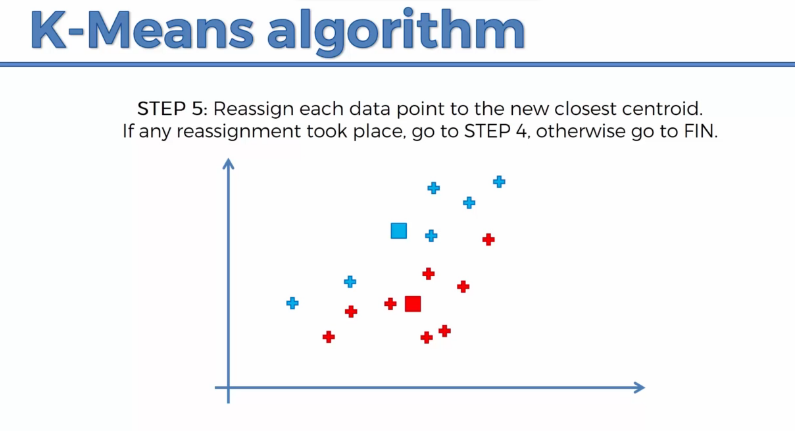 K-Means algorithm
STEP 5: Reassign each data point to the new closest centroid.
If any reassignment took place, go to STEP 4, otherwise go to FIN.